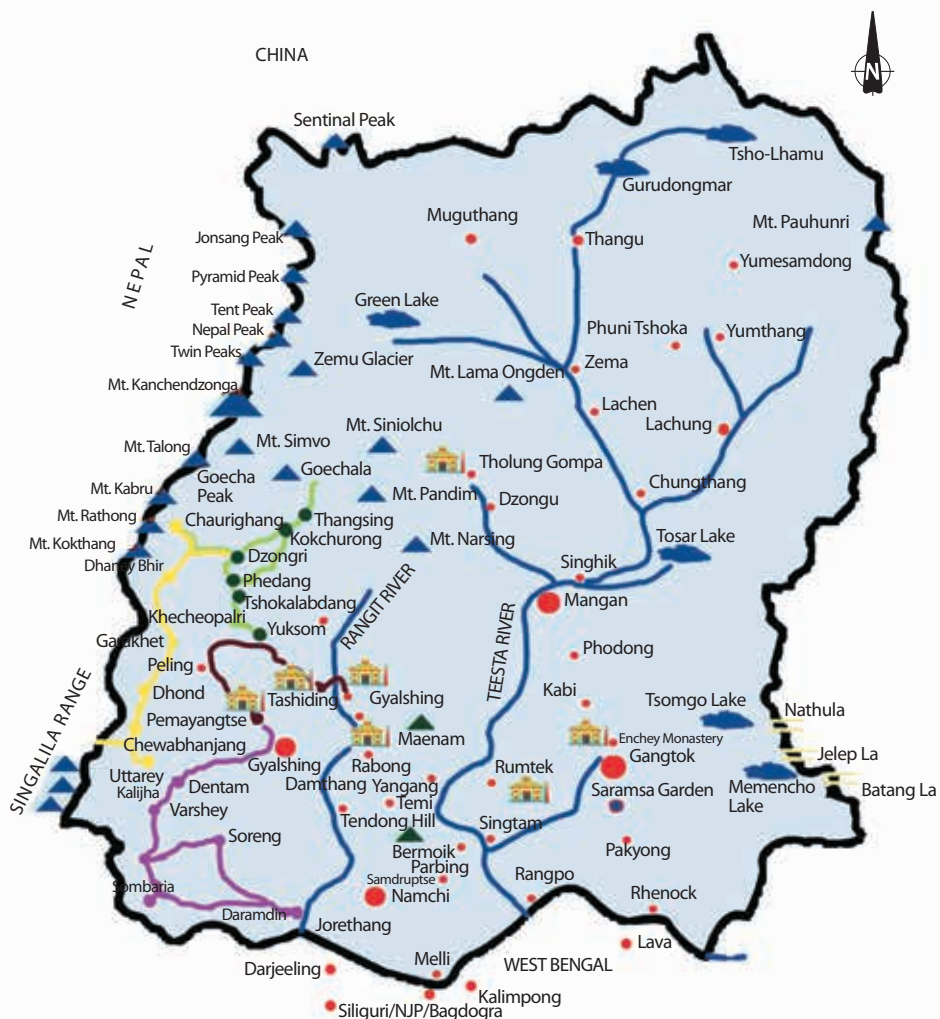 CHINA
N
Sentinal Peak
Tsho-Lhamu
Gurudongmar
Muguthang
Mt. Pauhunri
Jonsang Peak
Thangu
NEPAL
Yumesamdong
Pyramid Peak
Green Lake
Tent Peak
Nepal Peak
Phuni Tshoka
Yumthang
Twin Peaks
Zemu Glacier
Zema
Mt. Lama Ongden
Mt. Kanchendzonga
Lachen
Lachung
Mt. Siniolchu
Mt. Simvo
Mt. Talong
Tholung Gompa
Goechala
Goecha
Peak
Chungthang
Mt. Kabru
Mt. Pandim
Dzongu
Mt. Rathong
Chaurighang
Thangsing
Kokchurong
Tosar Lake
Mt. Kokthang
Mt. Narsing
Dzongri
Dhaney Bhir
Singhik
Phedang
Mangan
Tshokalabdang
RANGIT RIVER
Khecheopalri
Yuksom
TEESTA RIVER
Garakhet
Phodong
Peling
Dhond
Tashiding
Gyalshing
Kabi
Tsomgo Lake
Nathula
SINGALILA RANGE
Pemayangtse
Maenam
Enchey Monastery
Chewabhanjang
Gyalshing
Rabong
Gangtok
Jelep La
Uttarey
Kalijha
Dentam
Damthang
Yangang
Rumtek
Saramsa Garden
Memencho
Lake
Batang La
Temi
Varshey
Tendong Hill
Singtam
Soreng
Bermoik
Parbing
Pakyong
Samdruptse
Rangpo
Sombaria
Namchi
Rhenock
Daramdin
Jorethang
Lava
Melli
WEST BENGAL
Darjeeling
Kalimpong
Siliguri/NJP/Bagdogra